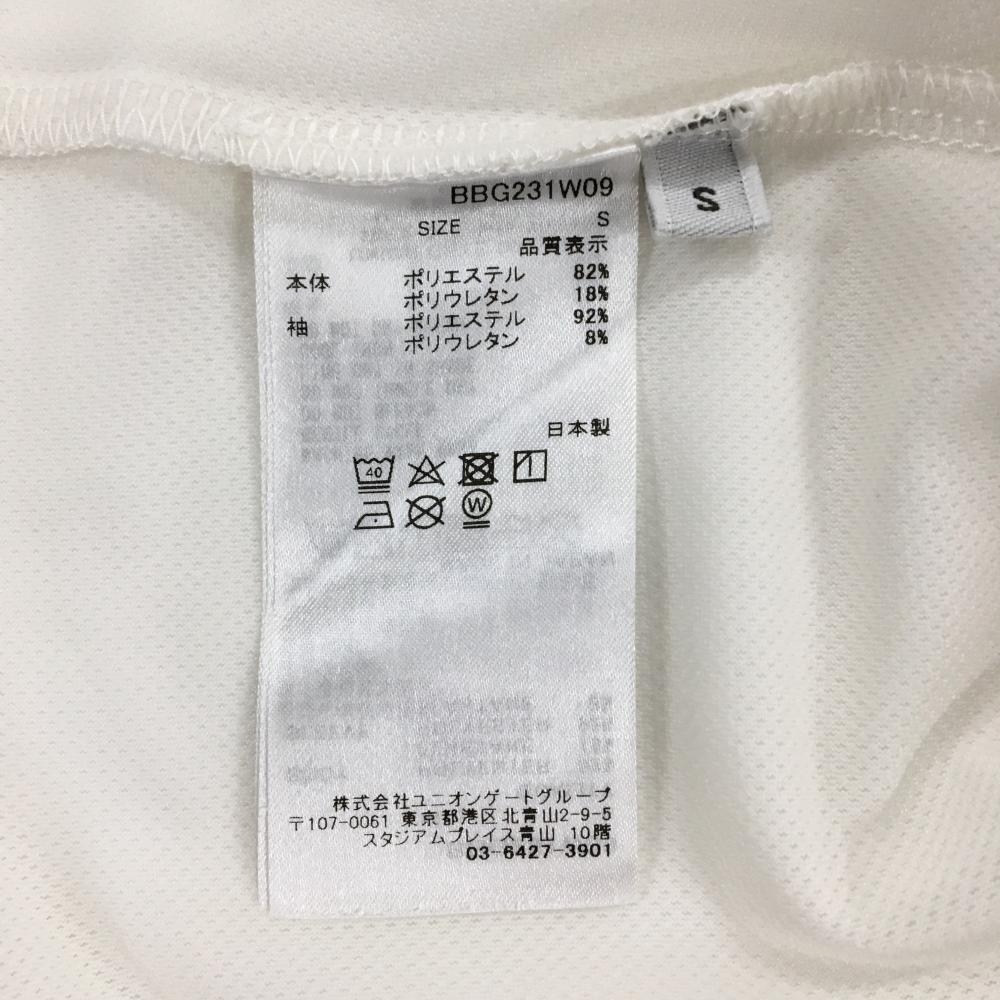 BBG231W09
SIZE S
S
品質表示
本体 ポリエステル 82%
ポリウレタン 18%
袖 ポリエステル 92%
ポリウレタン 8%
日本製
40
W
株式会社ユニオンゲートグループ
〒107-0061 東京都港区北青山2-9-5
スタジアムプレイス青山 10階
03-6427-3901